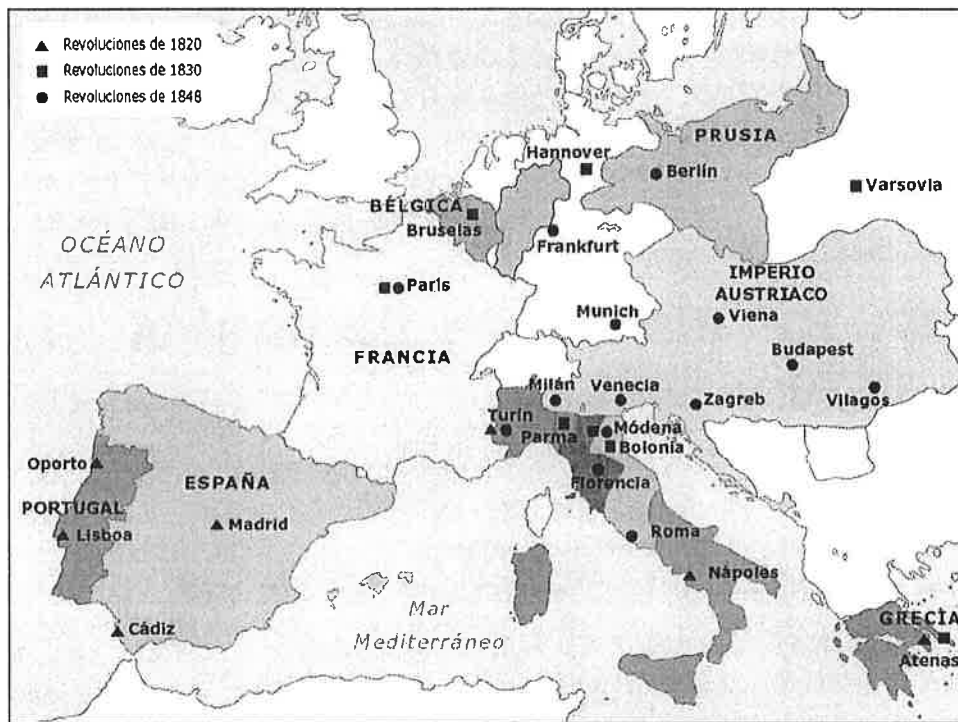 Revoluciones de 1820
Revoluciones de 1830
Revoluciones de 1848
PRUSIA
Hannover
Berlín
Varsovia
BÉLGICA
Bruselas
Frankfurt
OCÉANO
ATLÁNTICO
IMPERIO
AUSTRIACO
París
Munich
Viena
FRANCIA
Budapest
Milán
Venecia
Zagreb
Vilagos
Turín
Parma
Módena
Bolonia
Oporto
ESPAÑA
Florencia
PORTUGAL
Lisboa
Madrid
Roma
Nápoles
Mar
Mediterráneo
Cádiz
GRECIA
Atenas